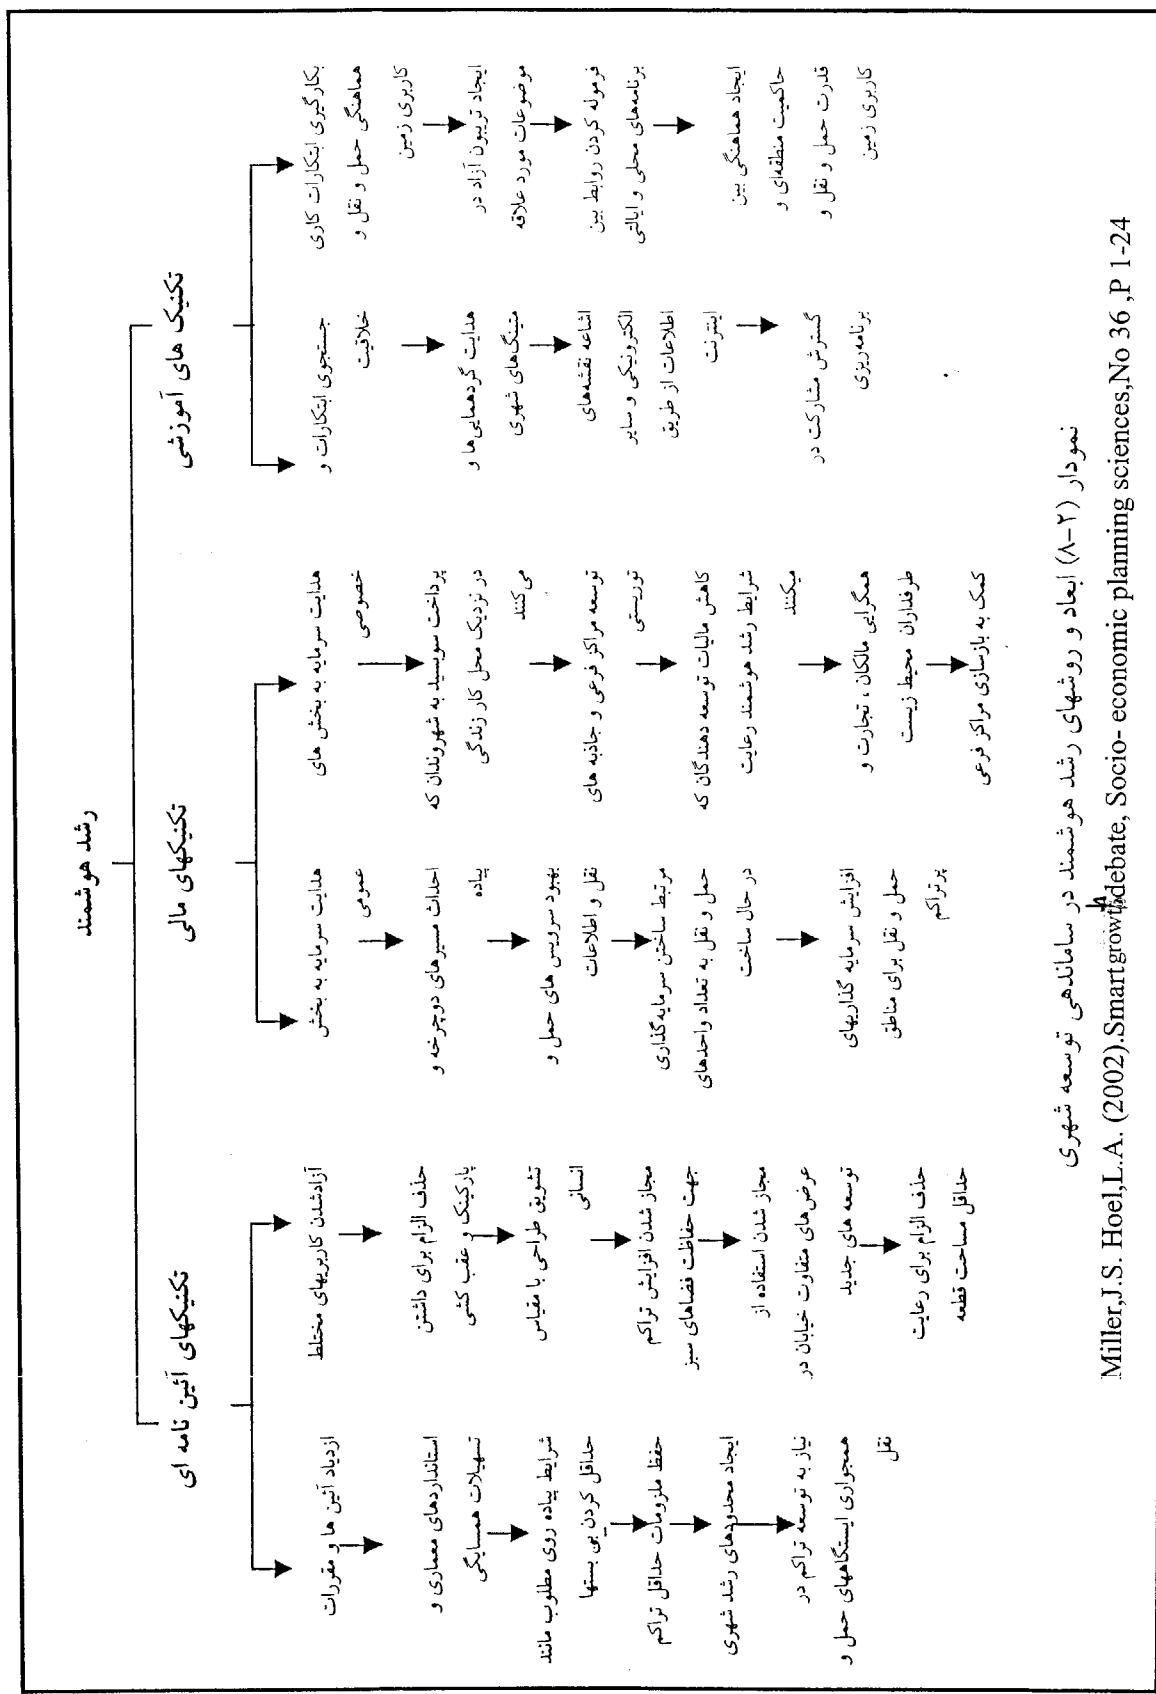 رشد هوشمند
تکنیک های آموزشی
تکنیکهای مالی
تکنیکهای آئین نامه ای
بکارگیری ابتکارات کاری
هماهنگی حمل و نقل و
کاربری زمین
ایجاد تریبون آزاد در
موضوعات مورد علاقه
فرموله کردن روابط بین
برنامه‌های محلی و ایالتی
ایجاد هماهنگی بین
حاکمیت منطقه‌ای و
قدرت حمل و نقل و
کاربری زمین
جستجوی ابتکارات و
خلاقیت
هدایت گردهمایی‌ها و
متینگ‌های شهری
اشاعه نقشه‌های
الکترونیکی و سایر
اطلاعات از طریق
اینترنت
گسترش مشارکت در
برنامه‌ریزی
هدایت سرمایه به بخش های
خصوصی
پرداخت سوبسید به شهروندان که
در نزدیک محل کار زندگی
می کنند
توسعه مراکز فرعی و جاذبه های
توریستی
کاهش مالیات توسعه دهندگان که
شرایط رشد هوشمند رعایت
میکنند
همگرایی مالکان ، تجارت و
طرفداران محیط زیست
کمک به بازسازی مراکز فرعی
هدایت سرمایه به بخش
عمومی
احداث مسیرهای دوچرخه و
پیاده
بهبود سرویس های حمل و
نقل و اطلاعات
مرتبط ساختن سرمایه‌گذاری
حمل و نقل به تعداد واحدهای
در حال ساخت
افزایش سرمایه گذاریهای
حمل و نقل برای مناطق
پرتراکم
آزادشدن کاربریهای مختلط
حذف الزام برای داشتن
پارکینگ و عقب کشی
تشویق طراحی با مقیاس
انسانی
مجاز شدن افزایش تراکم
جهت حفاظت فضاهای سبز
مجاز شدن استفاده از
عرض‌های متفاوت خیابان در
توسعه های جدید
حذف الزام برای رعایت
حداقل مساحت قطعه
ازدیاد آئین ها و مقررات
استانداردهای معماری و
تسهیلات همسایگی
شرایط پیاده روی مطلوب مانند
حداقل کردن بن بستها
حفظ ملزومات حداقل تراکم
ایجاد محدودهای رشد شهری
نیاز به توسعه تراکم در
همجواری ایستگاههای حمل و
نقل
نمودار (۲-۸) ابعاد و روشهای رشد هوشمند در ساماندهی توسعه شهری
Miller,J.S. Hoel,L.A. (2002).Smart growth debate, Socio- economic planning sciences,No 36 ,P 1-24